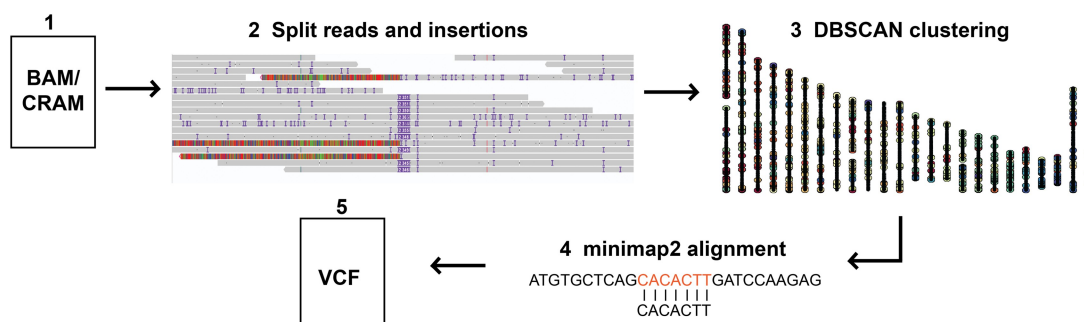 1
BAM/
CRAM
2 Split reads and insertions
3 DBSCAN clustering
4 minimap2 alignment
ATGTGCTCAGCACACTTGATCCAAGAG
CACACTT
5
VCF